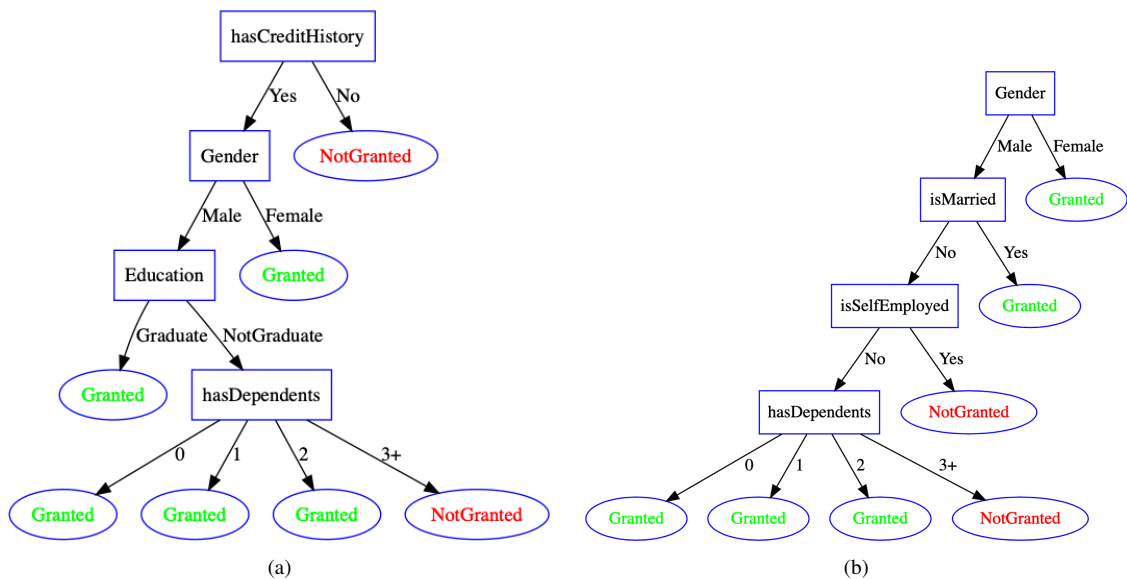 hasCreditHistory
Yes
No
Gender
NotGranted
Male
Female
Education
Granted
Graduate
NotGraduate
Granted
hasDependents
0
1
2
3+
Granted
Granted
Granted
NotGranted
(a)
Gender
Male
Female
isMarried
Granted
No
Yes
isSelfEmployed
Granted
No
Yes
hasDependents
NotGranted
0
1
2
3+
Granted
Granted
Granted
NotGranted
(b)